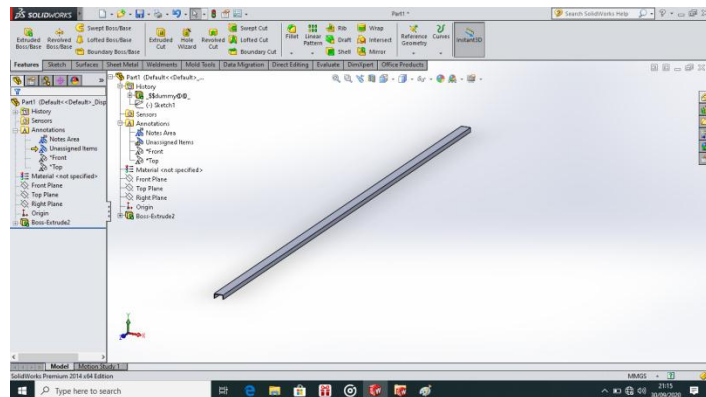 SOLIDWORKS
Part1 *
Search SolidWorks Help
Extruded Boss/Base
Revolved Boss/Base
Swept Boss/Base
Lofted Boss/Base
Boundary Boss/Base
Extruded Cut
Hole Wizard
Revolved Cut
Swept Cut
Lofted Cut
Boundary Cut
Fillet
Linear Pattern
Rib
Draft
Shell
Wrap
Intersect
Mirror
Reference Geometry
Curves
Instant3D
Features Sketch Surfaces Sheet Metal Weldments Mold Tools Data Migration Direct Editing Evaluate DimXpert Office Products
Part1 (Default<<Default>_Disp
History
Sensors
Annotations
Notes Area
Unassigned Items
*Front
*Top
Material <not specified>
Front Plane
Top Plane
Right Plane
Origin
Boss-Extrude2
Part1 (Default<<Default>_...
History
_$$dummy@@_
(-) Sketch1
Sensors
Annotations
Notes Area
Unassigned Items
*Front
*Top
Material <not specified>
Front Plane
Top Plane
Right Plane
Origin
Boss-Extrude2
Y
X
Model Motion Study 1
SolidWorks Premium 2014 x64 Edition
MMGS
Type here to search
21:15
30/09/2020